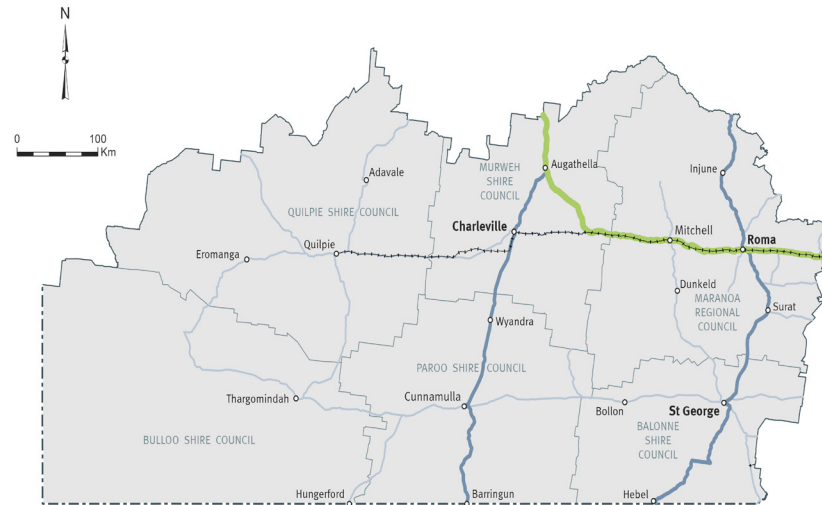 N
0
100
Km
Augathella
MURWEH
SHIRE
COUNCIL
Injune
Adavale
QUILPIE SHIRE COUNCIL
Charleville
Mitchell
Roma
Quilpie
Eromanga
Dunkeld
MARANOA
REGIONAL
COUNCIL
Surat
Wyandra
PAROO SHIRE COUNCIL
Thargomindah
Cunnamulla
Bollon
St George
BALONNE
SHIRE
COUNCIL
BULLOO SHIRE COUNCIL
Hungerford
Barringun
Hebel